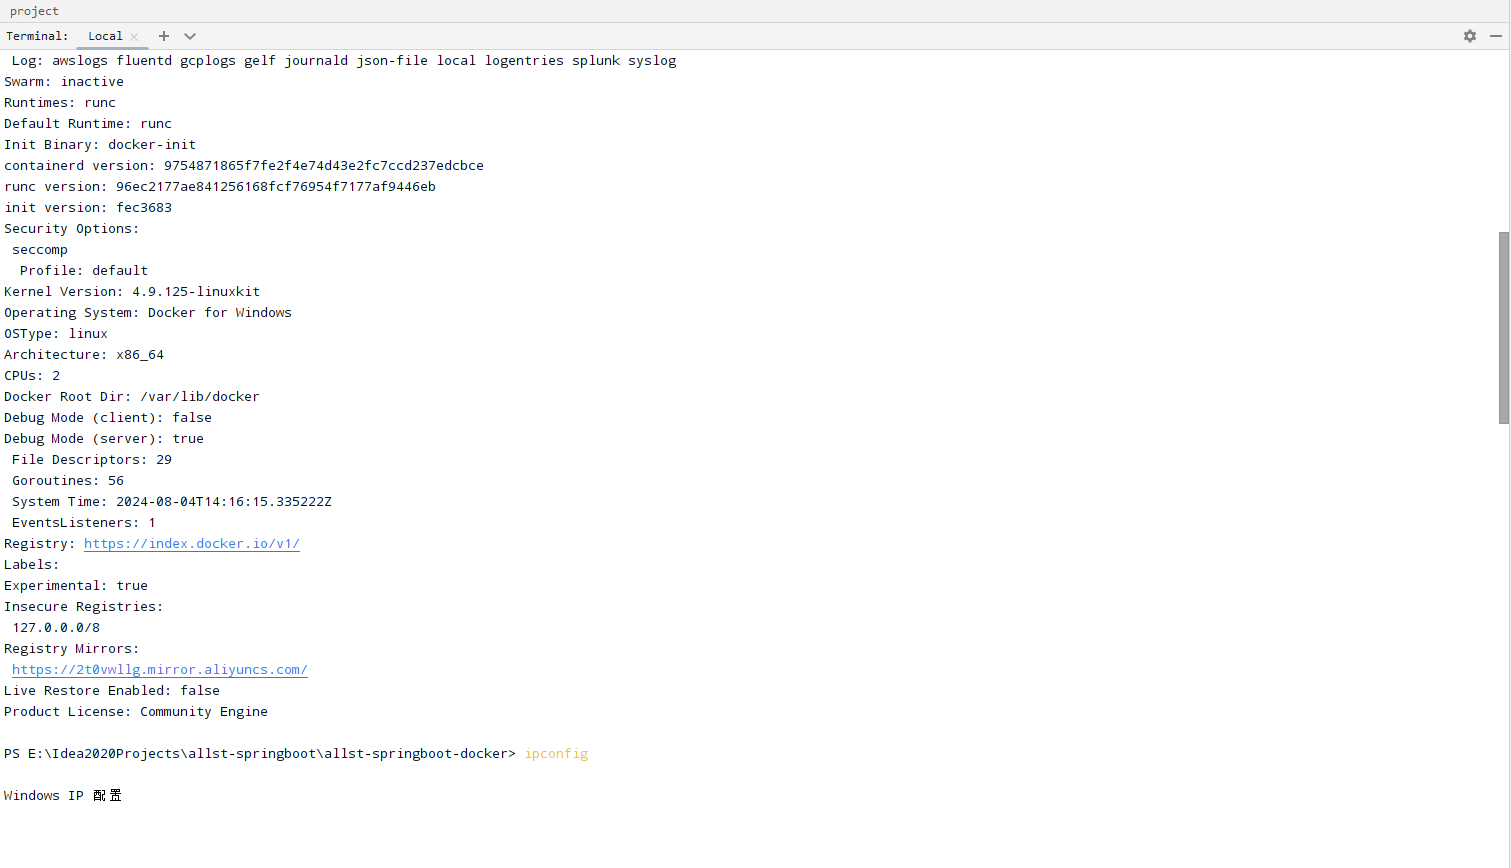 project
Terminal: Local
Log: awslogs fluentd gcplogs gelf journald json-file local logentries splunk syslog
Swarm: inactive
Runtimes: runc
Default Runtime: runc
Init Binary: docker-init
containerd version: 9754871865f7fe2f4e74d43e2fc7ccd237edcbce
runc version: 96ec2177ae841256168fcf76954f7177af9446eb
init version: fec3683
Security Options:
seccomp
Profile: default
Kernel Version: 4.9.125-linuxkit
Operating System: Docker for Windows
OSType: linux
Architecture: x86_64
CPUs: 2
Docker Root Dir: /var/lib/docker
Debug Mode (client): false
Debug Mode (server): true
File Descriptors: 29
Goroutines: 56
System Time: 2024-08-04T14:16:15.335222Z
EventsListeners: 1
Registry: https://index.docker.io/v1/
Labels:
Experimental: true
Insecure Registries:
127.0.0.0/8
Registry Mirrors:
https://2t0vwllg.mirror.aliyuncs.com/
Live Restore Enabled: false
Product License: Community Engine
PS E:\Idea2020Projects\allst-springboot\allst-springboot-docker> ipconfig
Windows IP 配置